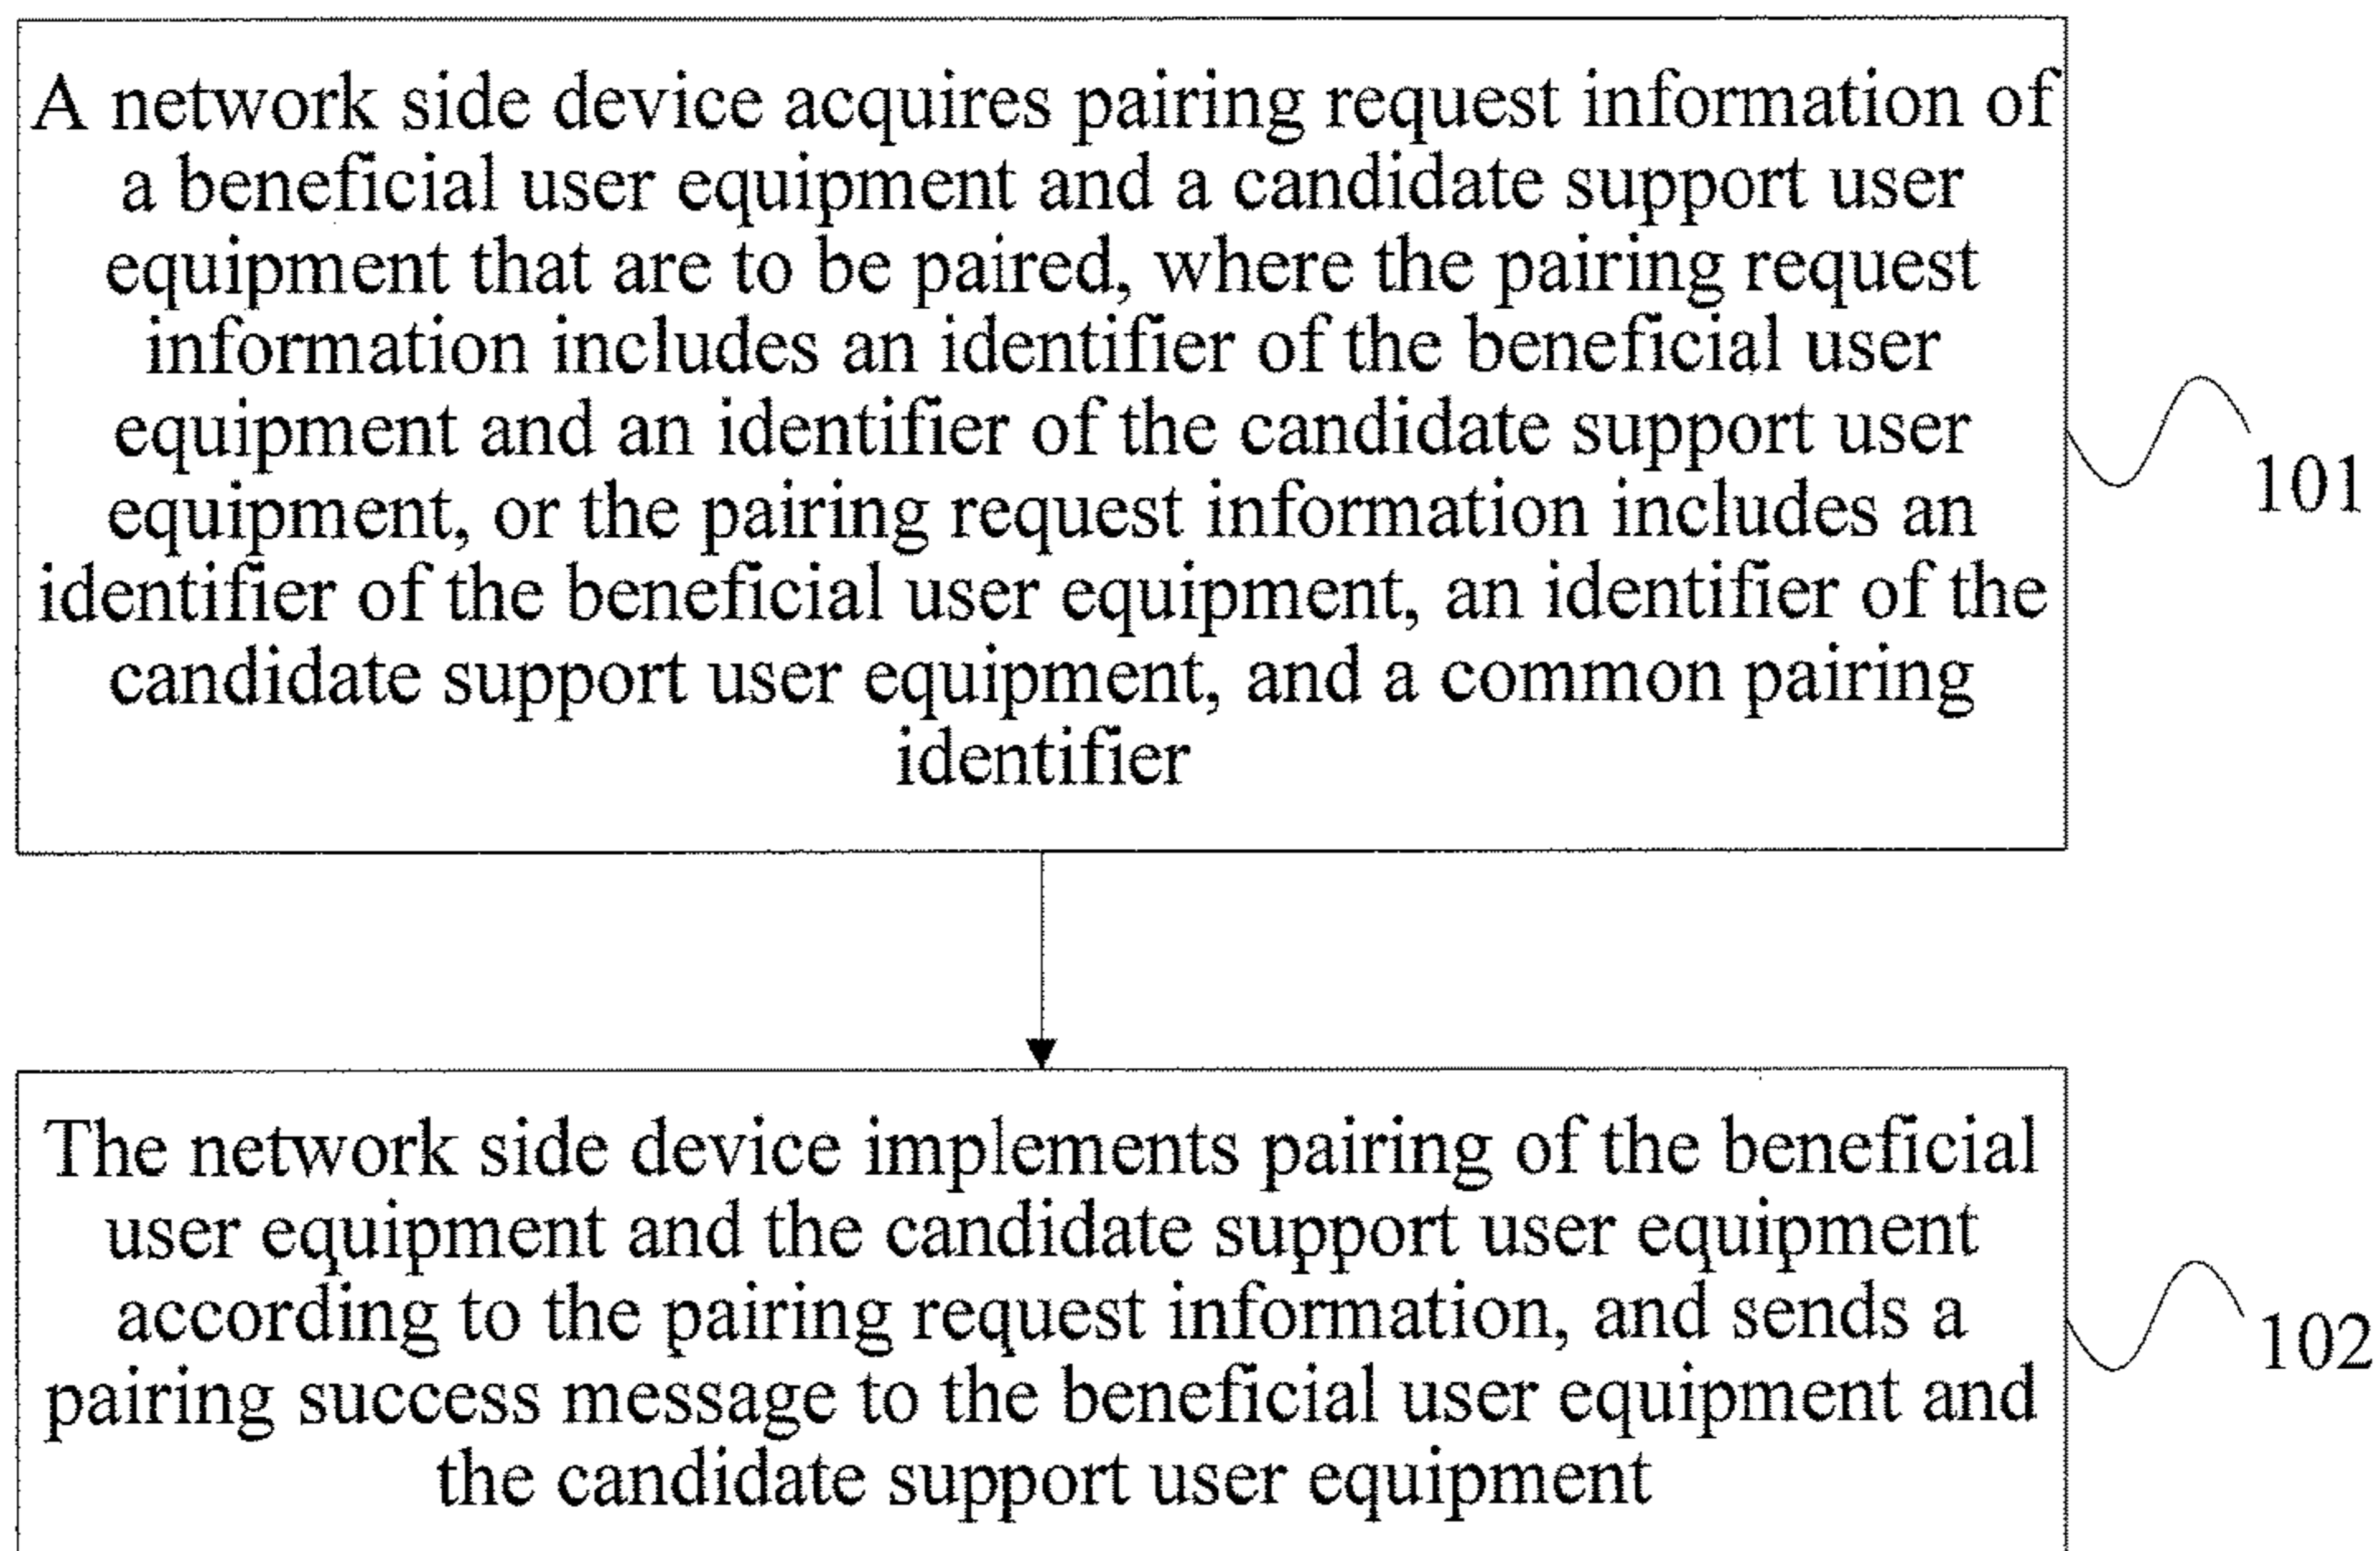 A network side device acquires pairing request information of
a beneficial user equipment and a candidate support user
equipment that are to be paired, where the pairing request
information includes an identifier of the beneficial user
equipment and an identifier of the candidate support user
equipment, or the pairing request information includes an
identifier of the beneficial user equipment, an identifier of the
candidate support user equipment, and a common pairing
identifier
101
The network side device implements pairing of the beneficial
user equipment and the candidate support user equipment
according to the pairing request information, and sends a
pairing success message to the beneficial user equipment and
the candidate support user equipment
102